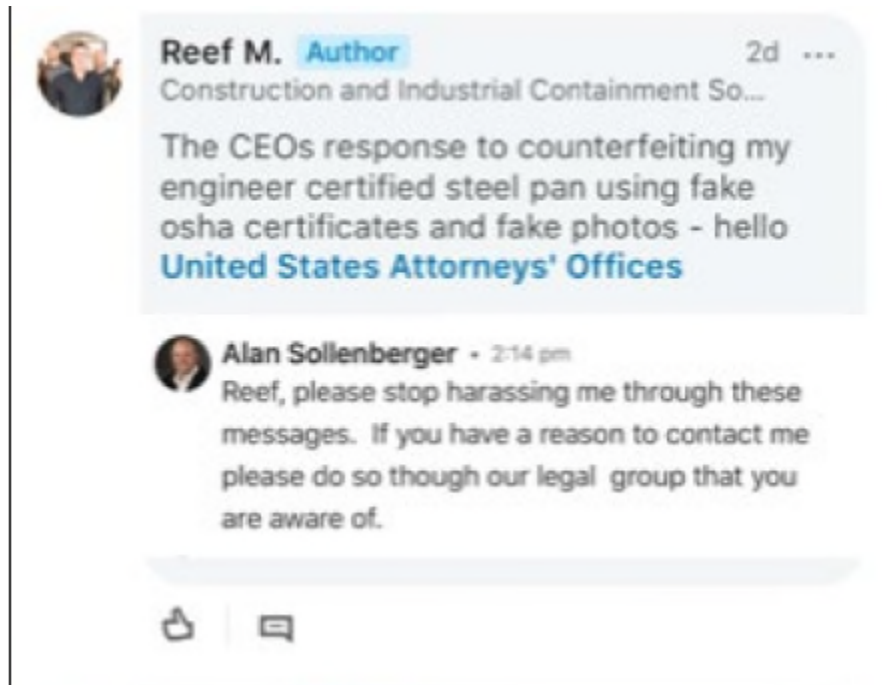 Reef M. Author 2d ...
Construction and Industrial Containment So...
The CEOs response to counterfeiting my
engineer certified steel pan using fake
osha certificates and fake photos - hello
United States Attorneys' Offices
Alan Sollenberger • 2:14 pm
Reef, please stop harassing me through these
messages. If you have a reason to contact me
please do so though our legal group that you
are aware of.